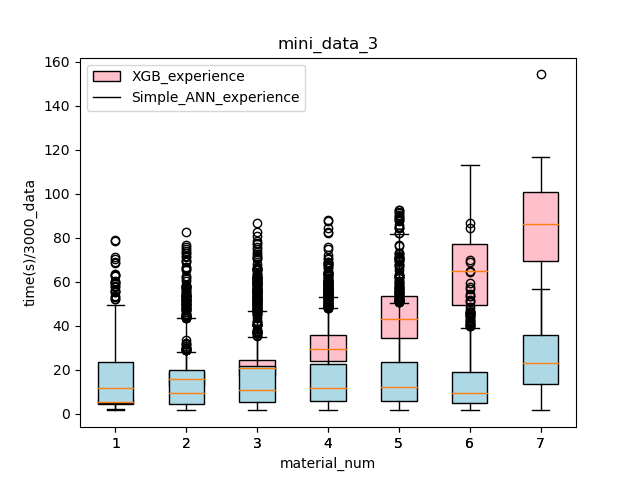 mini_data_3
XGB_experience
Simple_ANN_experience
time(s)/3000_data
160
140
120
100
80
60
40
20
0
1 2 3 4 5 6 7
material_num